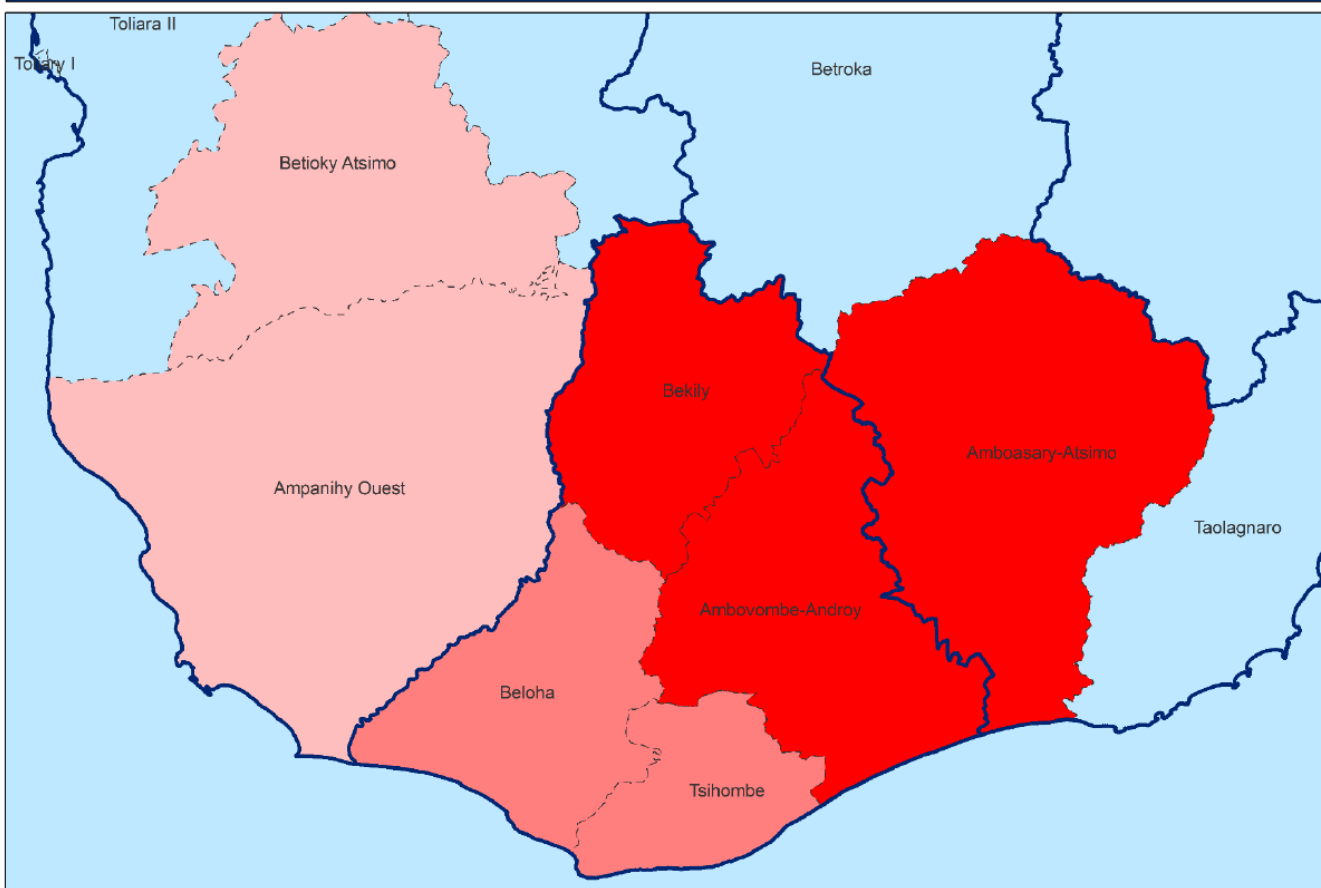 Toliara II
Toliary I
Betroka
Betioky Atsimo
Bekily
Amboasary-Atsimo
Ampanihy Ouest
Taolagnaro
Ambovombe-Androy
Beloha
Tsihombe